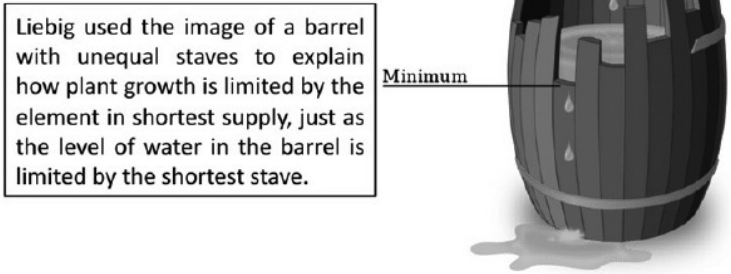 Liebig used the image of a barrel
with unequal staves to explain
how plant growth is limited by the
element in shortest supply, just as
the level of water in the barrel is
limited by the shortest stave.
Minimum